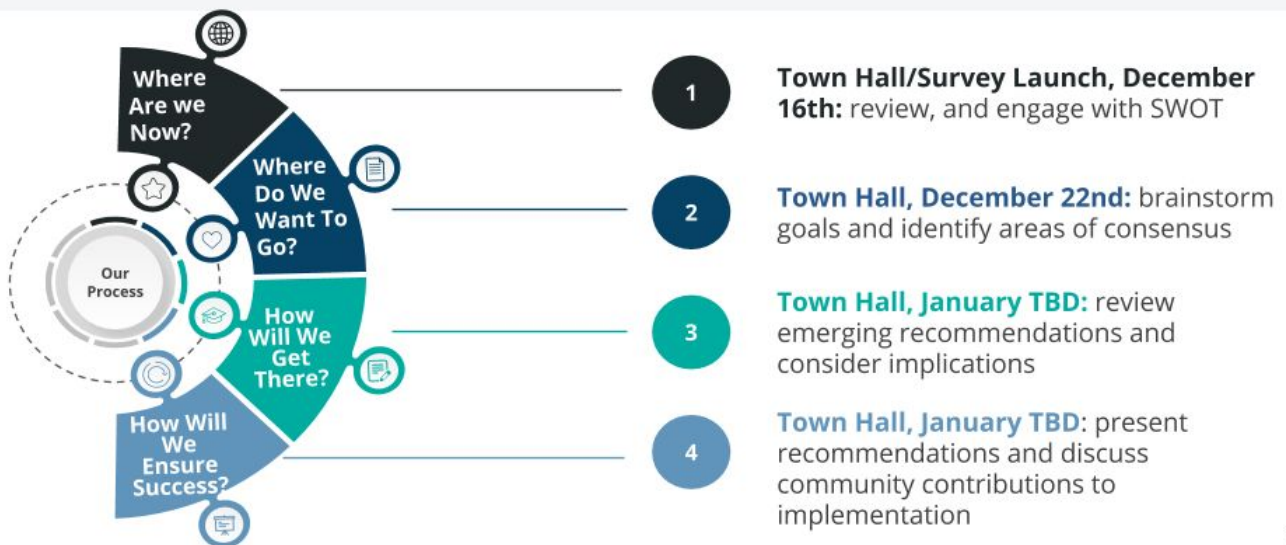 Where
Are we
Now?
Where
Do We
Want To
Go?
How
Will We
Get
There?
How Will
We
Ensure
Success?
Our
Process
1
Town Hall/Survey Launch, December
16th: review, and engage with SWOT
2
Town Hall, December 22nd: brainstorm
goals and identify areas of consensus
3
Town Hall, January TBD: review
emerging recommendations and
consider implications
4
Town Hall, January TBD: present
recommendations and discuss
community contributions to
implementation